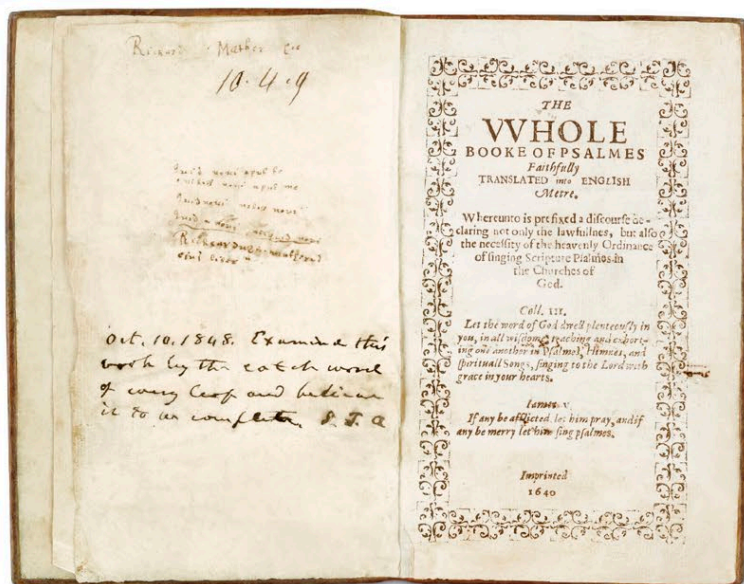 Mather
10.4.9
Oct. 10. 1848. Examined this
work by the catch word
of every leaf and believe
it to be complete. S. J. A
THE
VVHOLE
BOOKE OF PSALMES
Faithfully
TRANSLATED into ENGLISH
Metre.
Whereunto is prefixed a discourse de-
claring not only the lawfullnes, but also
the necessity of the heavenly Ordinance
of singing Scripture Psalmes in
the Churches of
God.
Coll. III.
Let the word of God dwell plenteously in
you, in all wisdome, teaching and exhort-
ing one another in Psalmes, Himnes, and
spirituall Songs, singing to the Lord with
grace in your hearts.
Iames. v.
If any be afflicted, let him pray, and if
any be merry let him sing psalmes.
Imprinted
1640